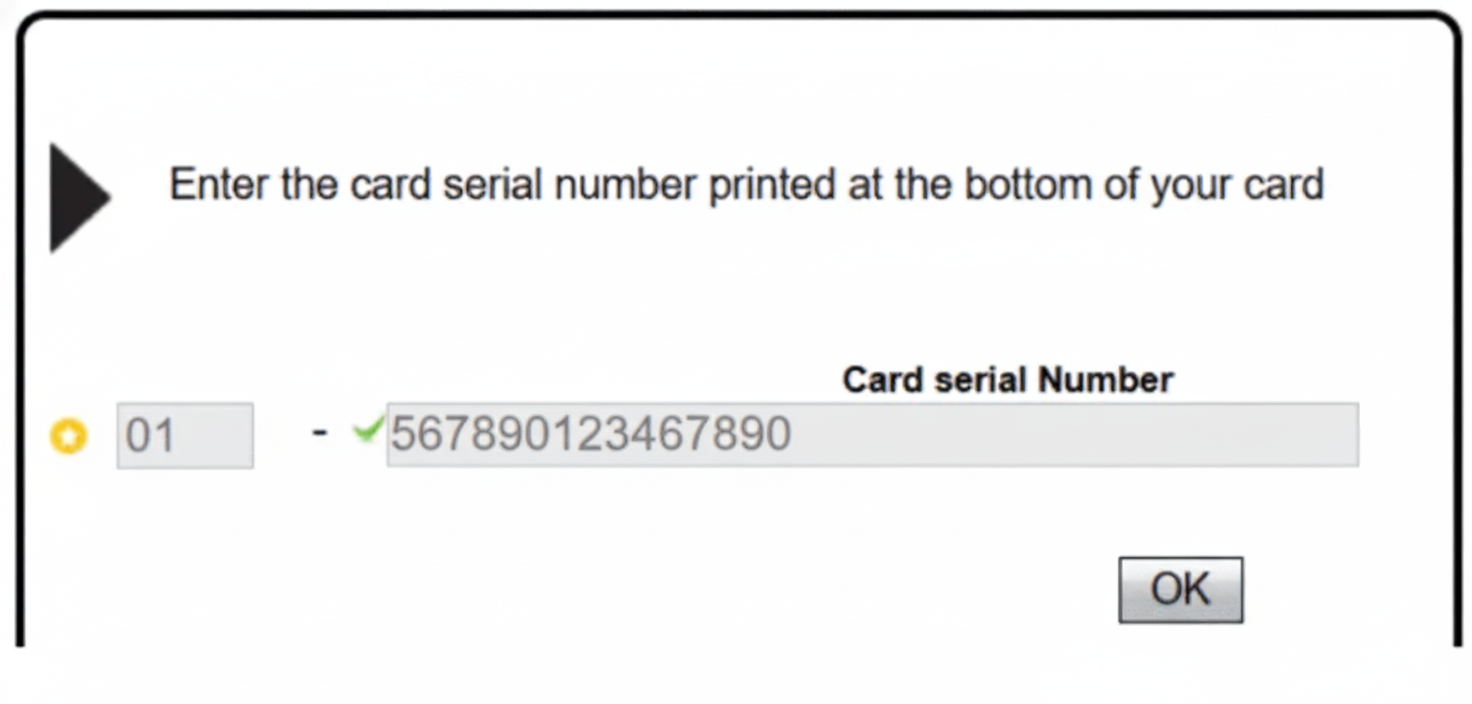 Enter the card serial number printed at the bottom of your card
Card serial Number
01 - 567890123467890
OK